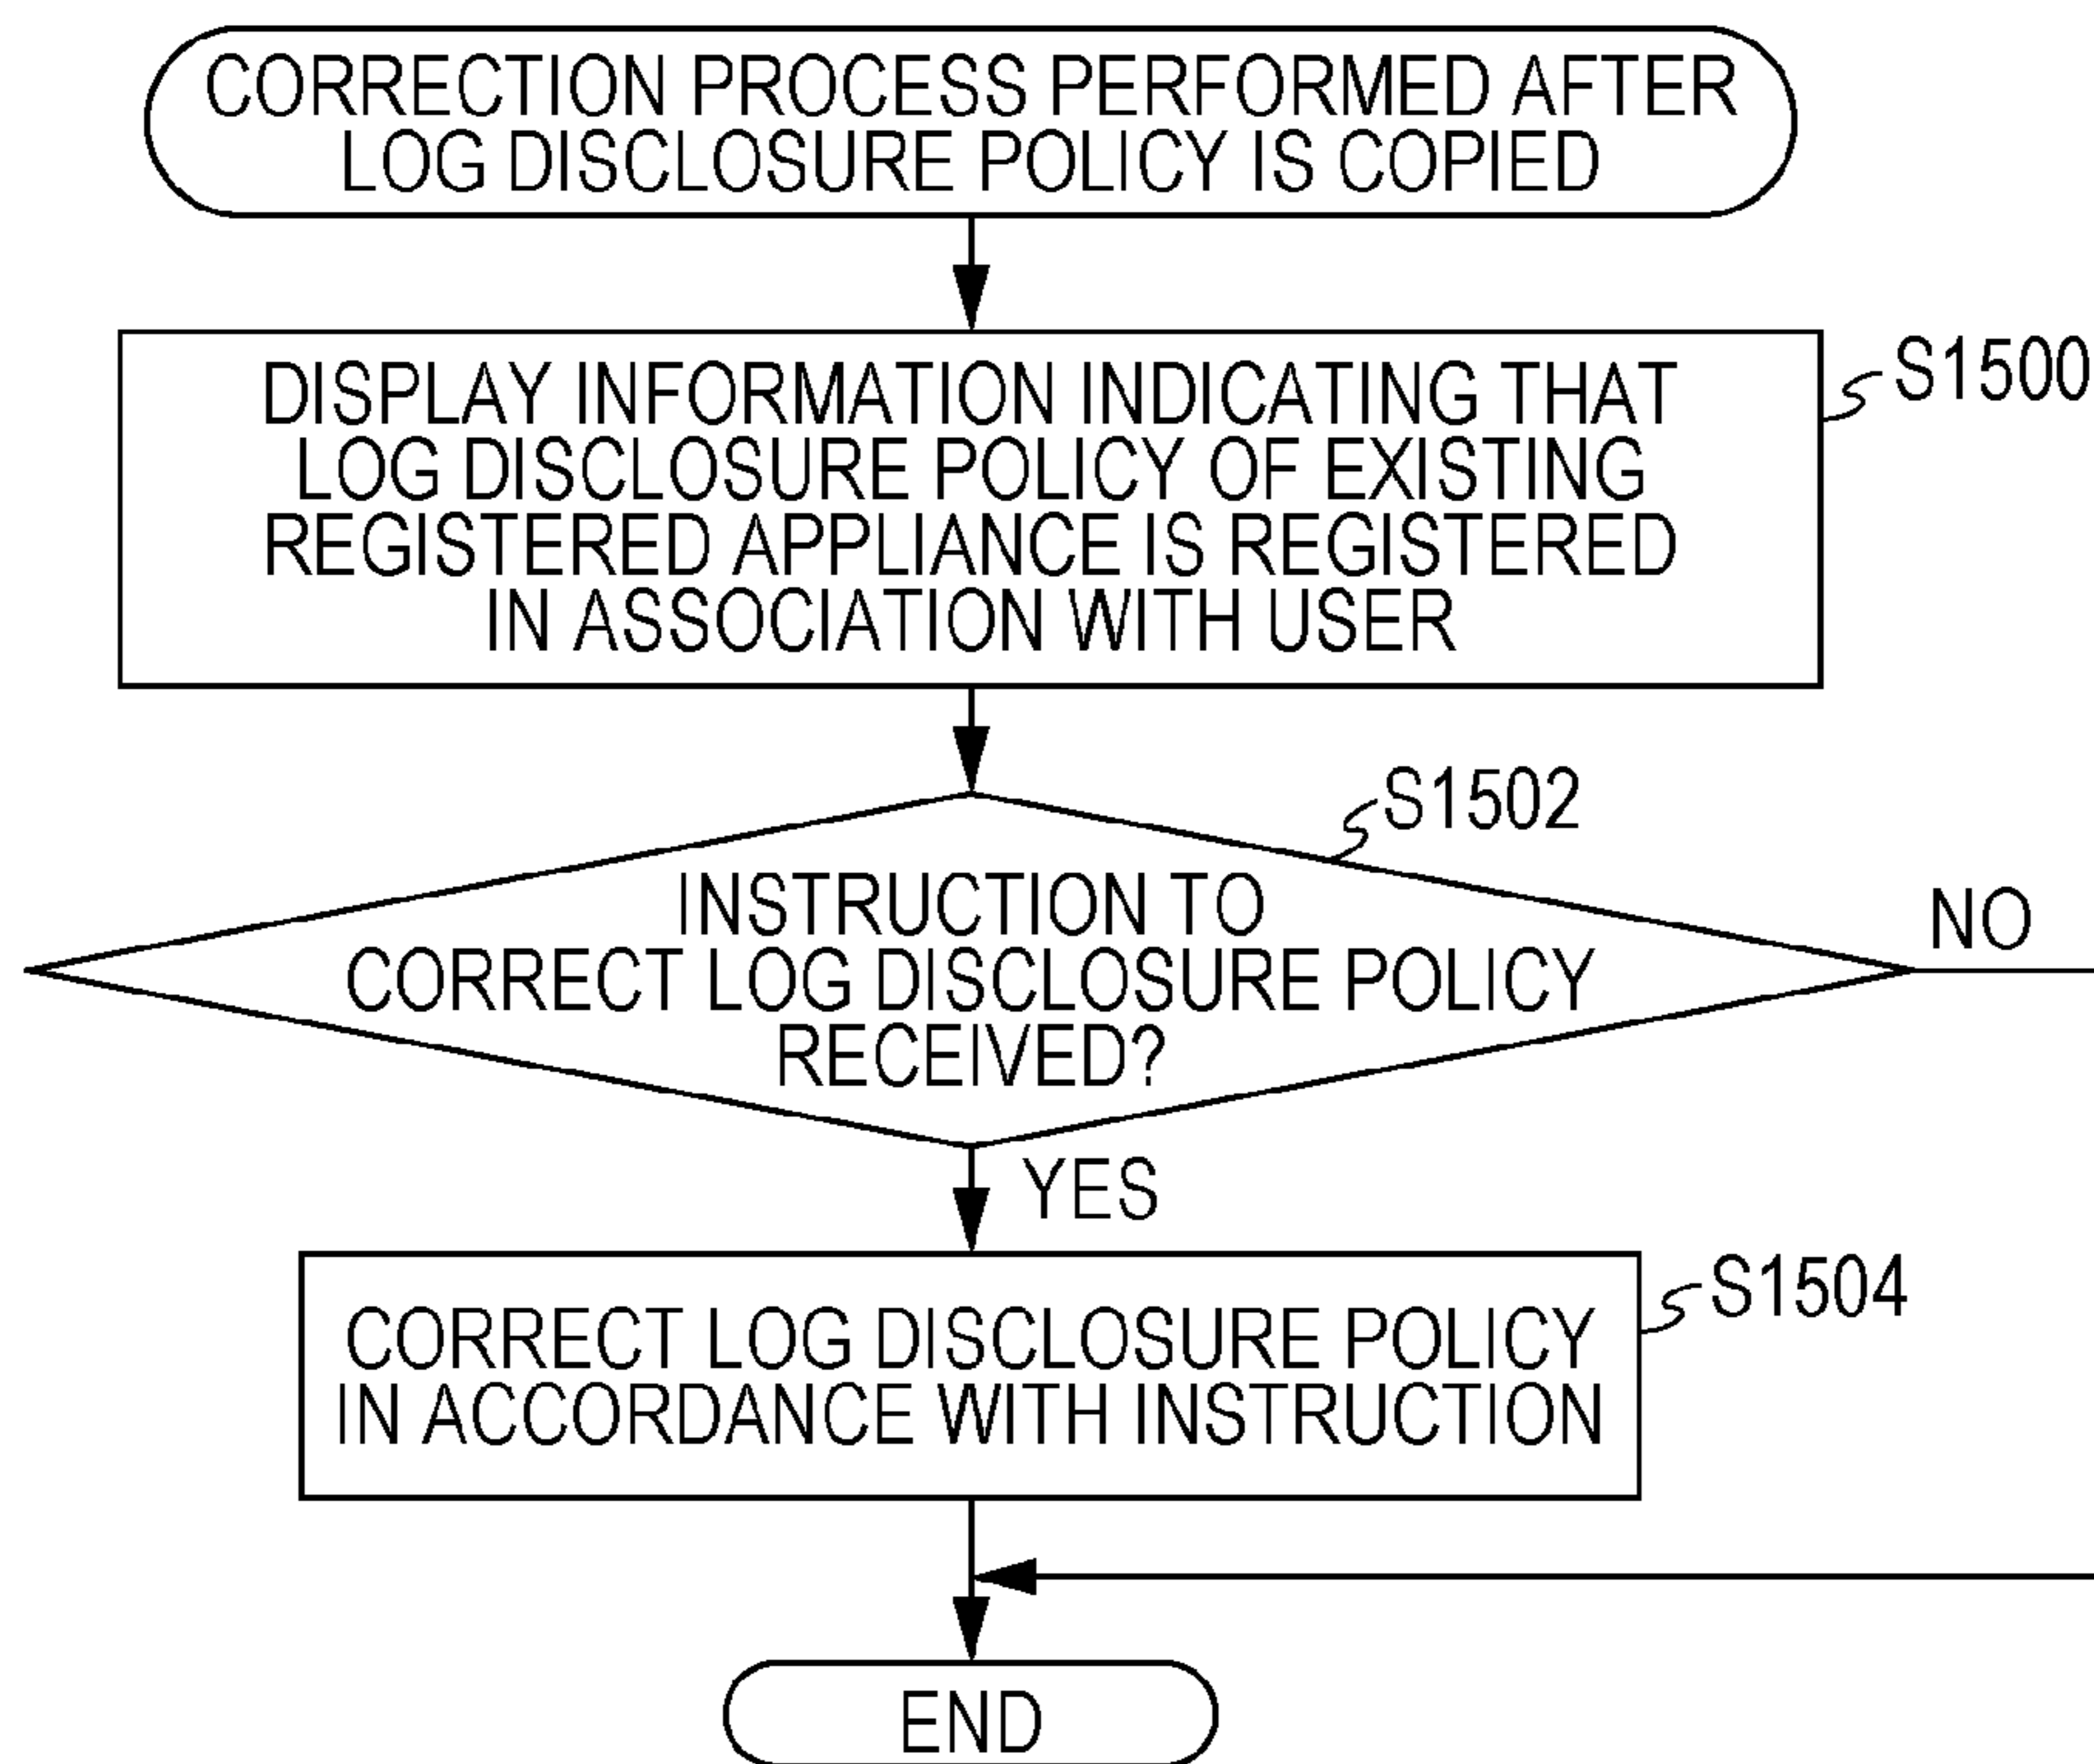 CORRECTION PROCESS PERFORMED AFTER
LOG DISCLOSURE POLICY IS COPIED
DISPLAY INFORMATION INDICATING THAT
LOG DISCLOSURE POLICY OF EXISTING
REGISTERED APPLIANCE IS REGISTERED
IN ASSOCIATION WITH USER
S1500
S1502
INSTRUCTION TO
CORRECT LOG DISCLOSURE POLICY
RECEIVED?
NO
YES
S1504
CORRECT LOG DISCLOSURE POLICY
IN ACCORDANCE WITH INSTRUCTION
END